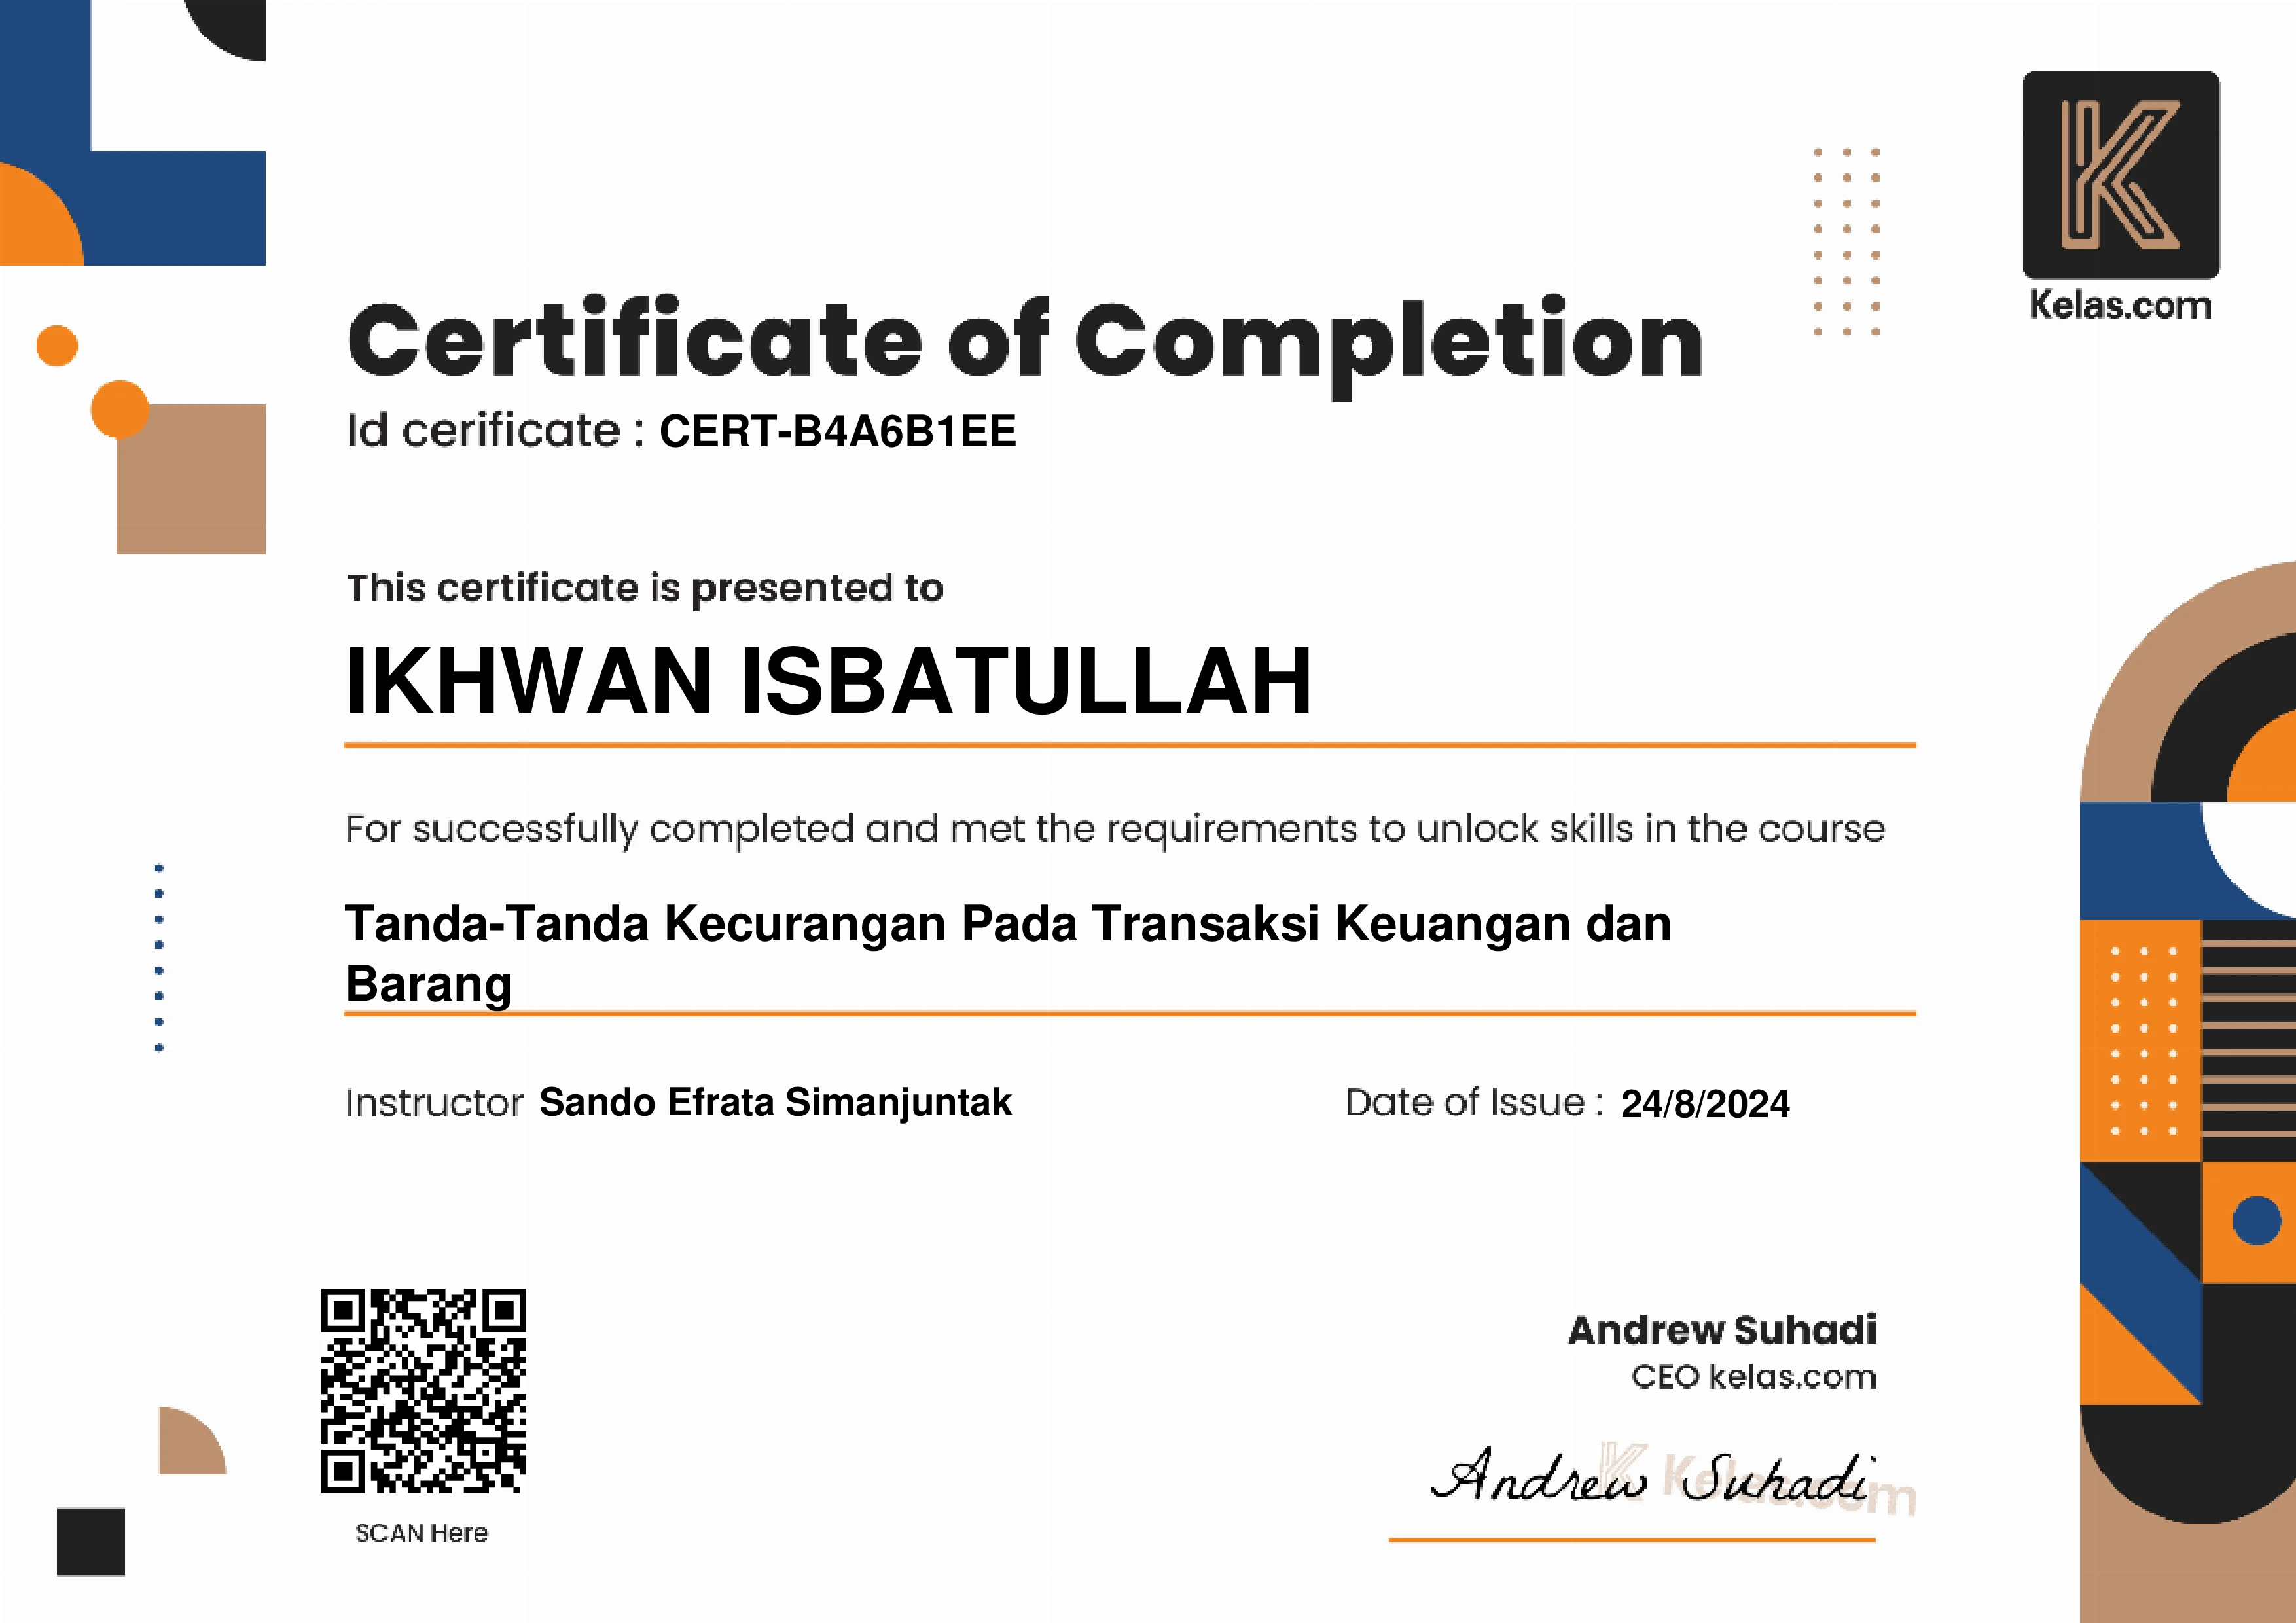 Kelas.com
Certificate of Completion
Id cerificate : CERT-B4A6B1EE
This certificate is presented to
IKHWAN ISBATULLAH
For successfully completed and met the requirements to unlock skills in the course
Tanda-Tanda Kecurangan Pada Transaksi Keuangan dan
Barang
Instructor Sando Efrata Simanjuntak
Date of Issue : 24/8/2024
Andrew Suhadi
CEO kelas.com
Andrew Suhadi
Kelas.com
SCAN Here